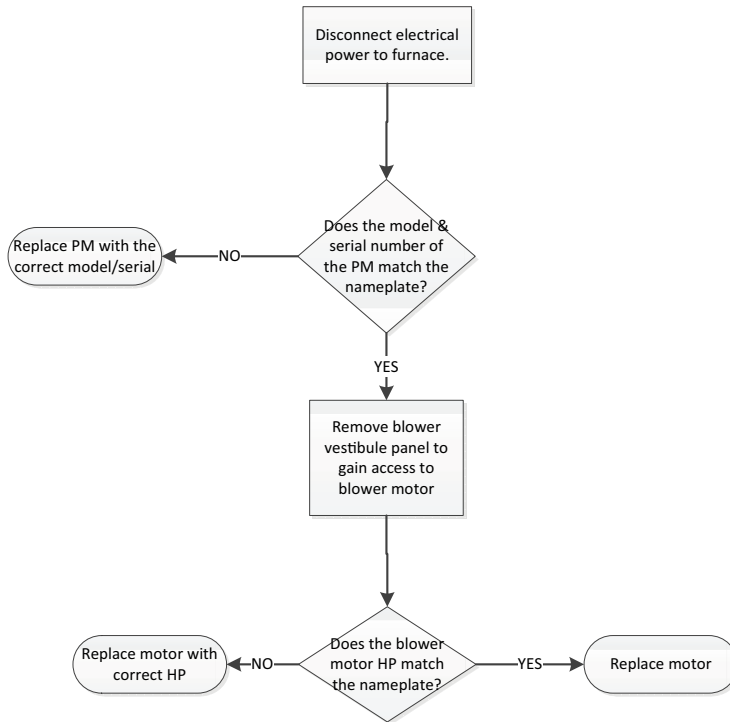 Disconnect electrical
power to furnace.
Does the model &
serial number of
the PM match the
nameplate?
NO
Replace PM with the
correct model/serial
YES
Remove blower
vestibule panel to
gain access to
blower motor
Does the blower
motor HP match
the nameplate?
NO
Replace motor with
correct HP
YES
Replace motor